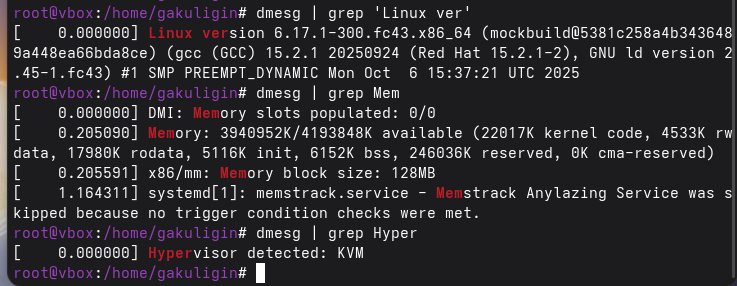 root@vbox:/home/gakuligin# dmesg | grep 'Linux ver'
[    0.000000] Linux version 6.17.1-300.fc43.x86_64 (mockbuild@5381c258a4b343648
9a448ea66bda8ce) (gcc (GCC) 15.2.1 20250924 (Red Hat 15.2.1-2), GNU ld version 2
.45-1.fc43) #1 SMP PREEMPT_DYNAMIC Mon Oct  6 15:37:21 UTC 2025
root@vbox:/home/gakuligin# dmesg | grep Mem
[    0.000000] DMI: Memory slots populated: 0/0
[    0.205090] Memory: 3940952K/4193848K available (22017K kernel code, 4533K rw
data, 17980K rodata, 5116K init, 6152K bss, 246036K reserved, 0K cma-reserved)
[    0.205591] x86/mm: Memory block size: 128MB
[    1.164311] systemd[1]: memstrack.service - Memstrack Anylazing Service was s
kipped because no trigger condition checks were met.
root@vbox:/home/gakuligin# dmesg | grep Hyper
[    0.000000] Hypervisor detected: KVM
root@vbox:/home/gakuligin#